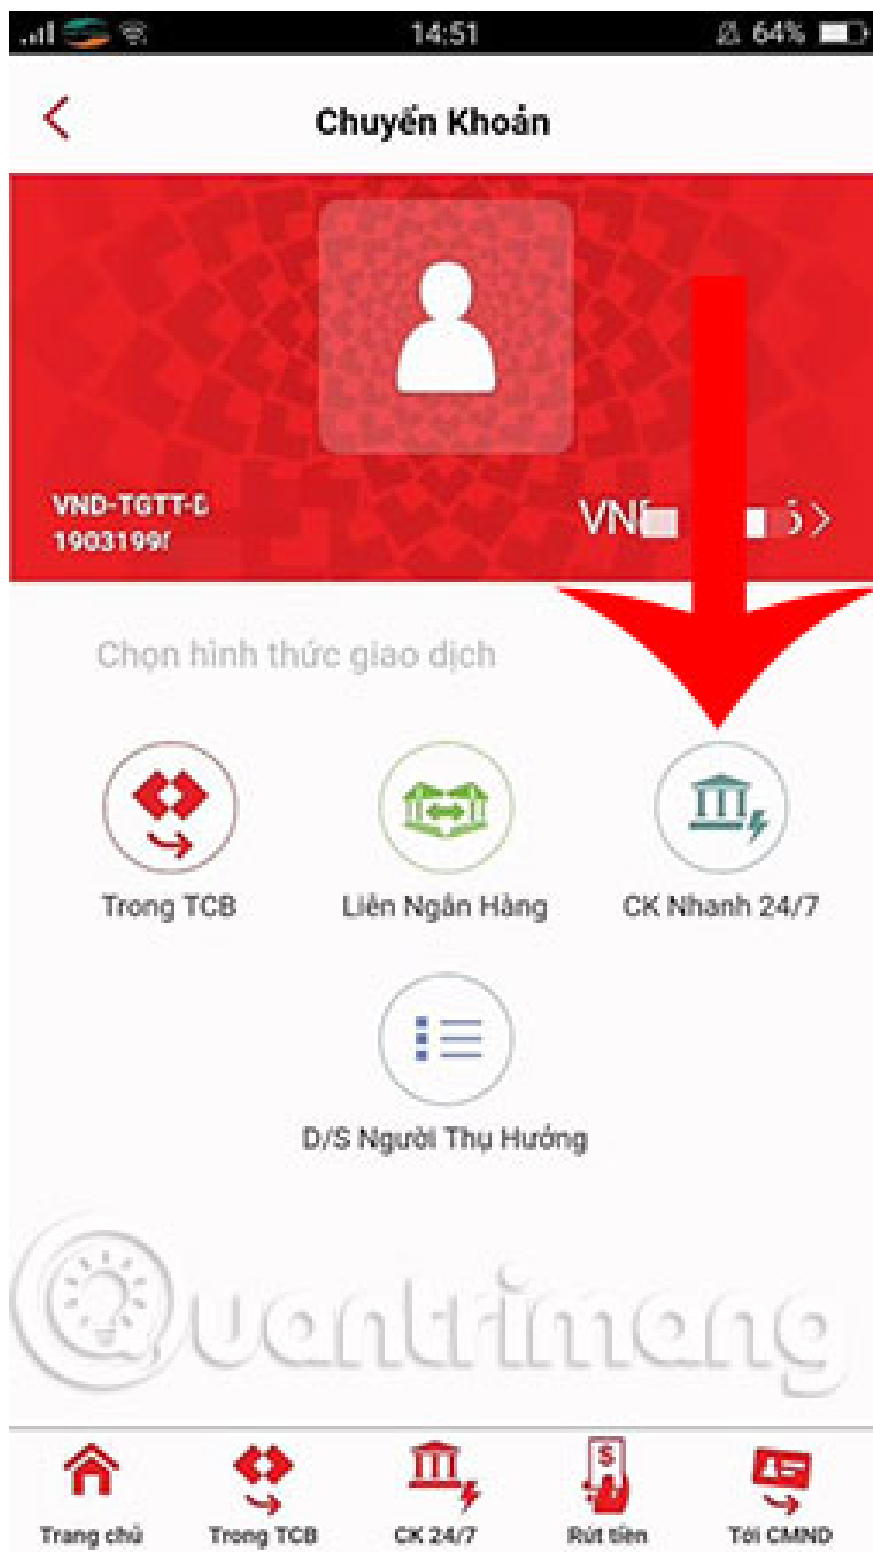 14:51
64%
Chuyển Khoản
VND-TGTT-
1903199
Chọn hình thức giao dịch
Trong TCB
Liên Ngân Hàng
CK Nhanh 24/7
D/S Người Thụ Hưởng
Quantrimang
Trang chủ
Trong TCB
CK 24/7
Rút tiền
Tới CMND